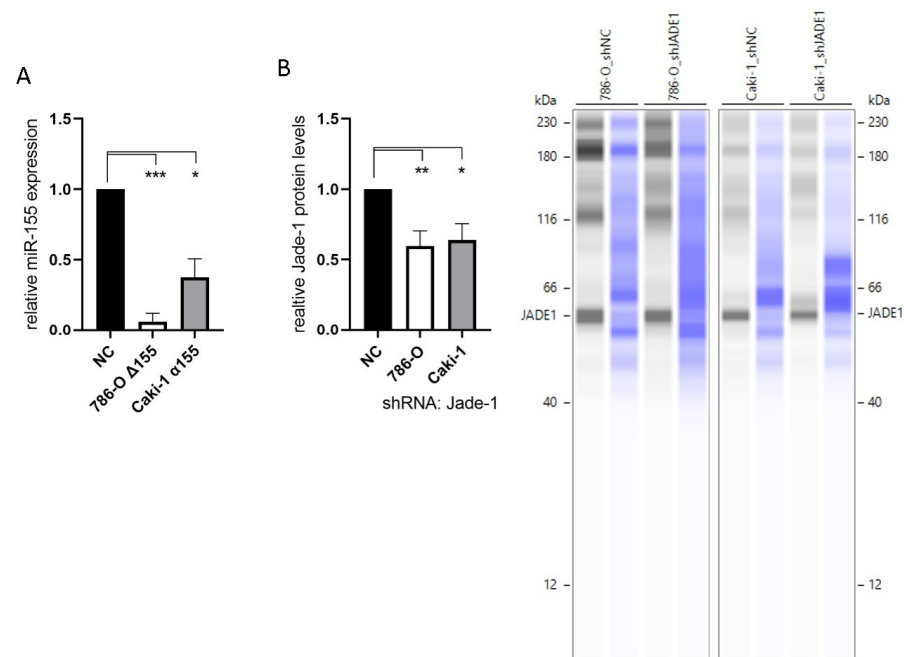 A
relative miR-155 expression
1.5
1.0
0.5
0.0
***
*
NC
786-O Δ155
Caki-1 α155
B
realtive Jade-1 protein levels
1.5
1.0
0.5
0.0
**
*
NC
786-O
Caki-1
shRNA: Jade-1
786-O_shNC
786-O_shJADE1
Caki-1_shNC
Caki-1_shJADE1
kDa
230
180
116
66
JADE1
40
12
kDa
230
180
116
66
JADE1
40
12